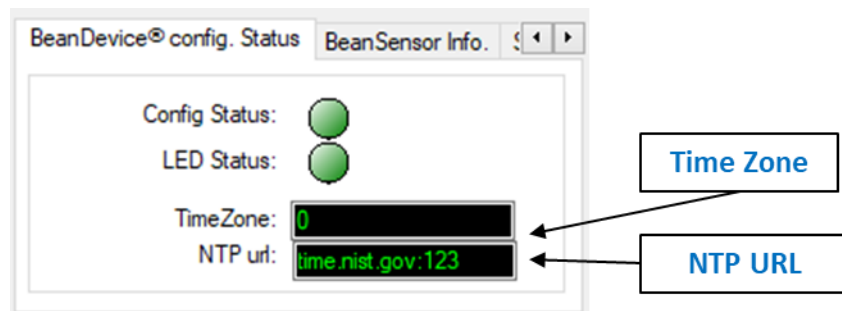 BeanDevice® config. Status BeanSensor Info.
Config Status:
LED Status:
TimeZone: 0
NTP url: time.nist.gov:123
Time Zone
NTP URL